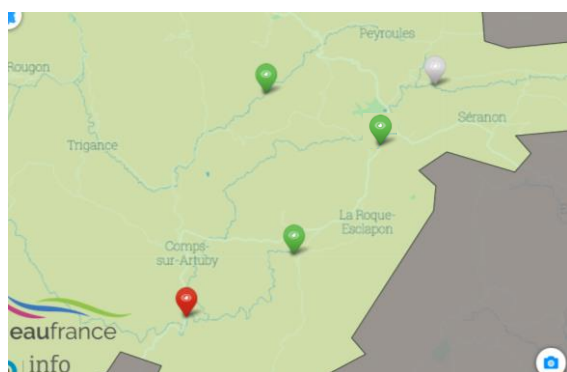 Peyroules
Rougon
Séranon
Trigance
La Roque-
Esclapon
Comps
-sur-Artuby
eaufrance
info